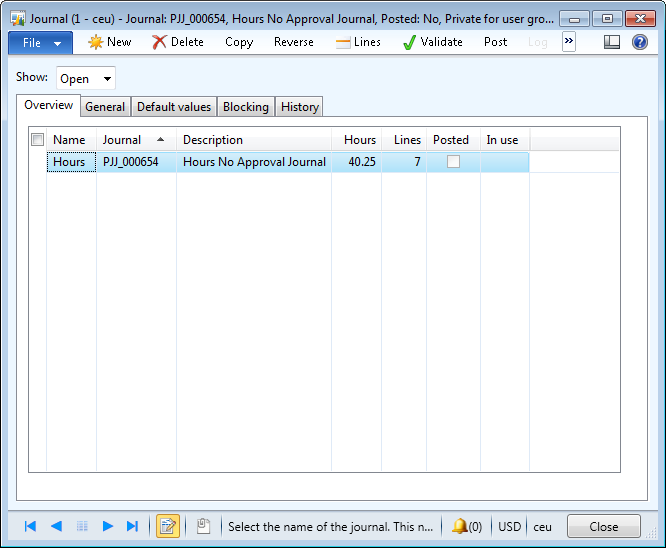 Journal (1 - ceu) - Journal: PJJ_000654, Hours No Approval Journal, Posted: No, Private for user gro...
File New Delete Copy Reverse Lines Validate Post Log »
Show: Open
Overview General Default values Blocking History
Name Journal Description Hours Lines Posted In use
Hours PJJ_000654 Hours No Approval Journal 40.25 7
Select the name of the journal. This n... (0) USD ceu Close